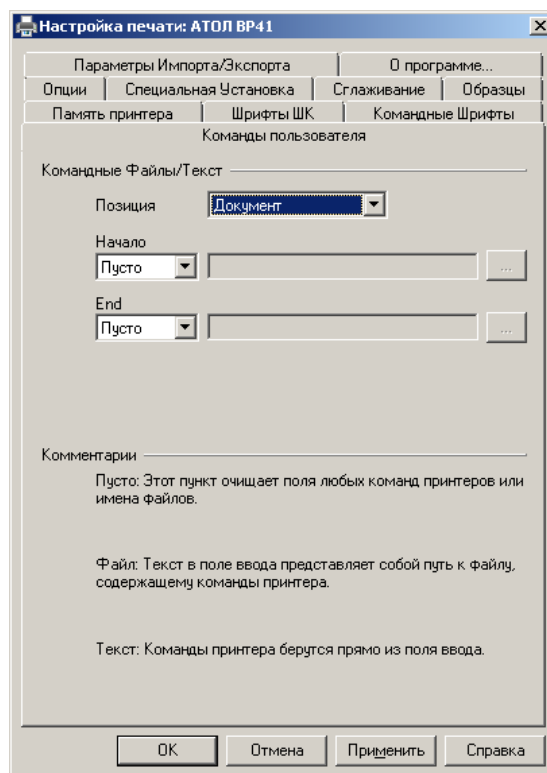 Настройка печати: АТОЛ BP41
Параметры Импорта/Экспорта О программе...
Опции Специальная Установка Сглаживание Образцы
Память принтера Шрифты ШК Командные Шрифты
Команды пользователя
Командные Файлы/Текст
Позиция Документ
Начало
Пусто ...
End
Пусто ...
Комментарии
Пусто: Этот пункт очищает поля любых команд принтеров или
имена файлов.
Файл: Текст в поле ввода представляет собой путь к файлу,
содержащему команды принтера.
Текст: Команды принтера берутся прямо из поля ввода.
OK Отмена Применить Справка